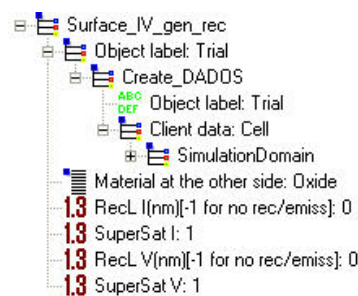 Surface_IV_gen_rec
Object label: Trial
Create_DADOS
ABC
DEF Object label: Trial
Client data: Cell
SimulationDomain
Material at the other side: Oxide
1.3 RecL I(nm)[-1 for no rec/emiss]: 0
1.3 SuperSat I: 1
1.3 RecL V(nm)[-1 for no rec/emiss]: 0
1.3 SuperSat V: 1